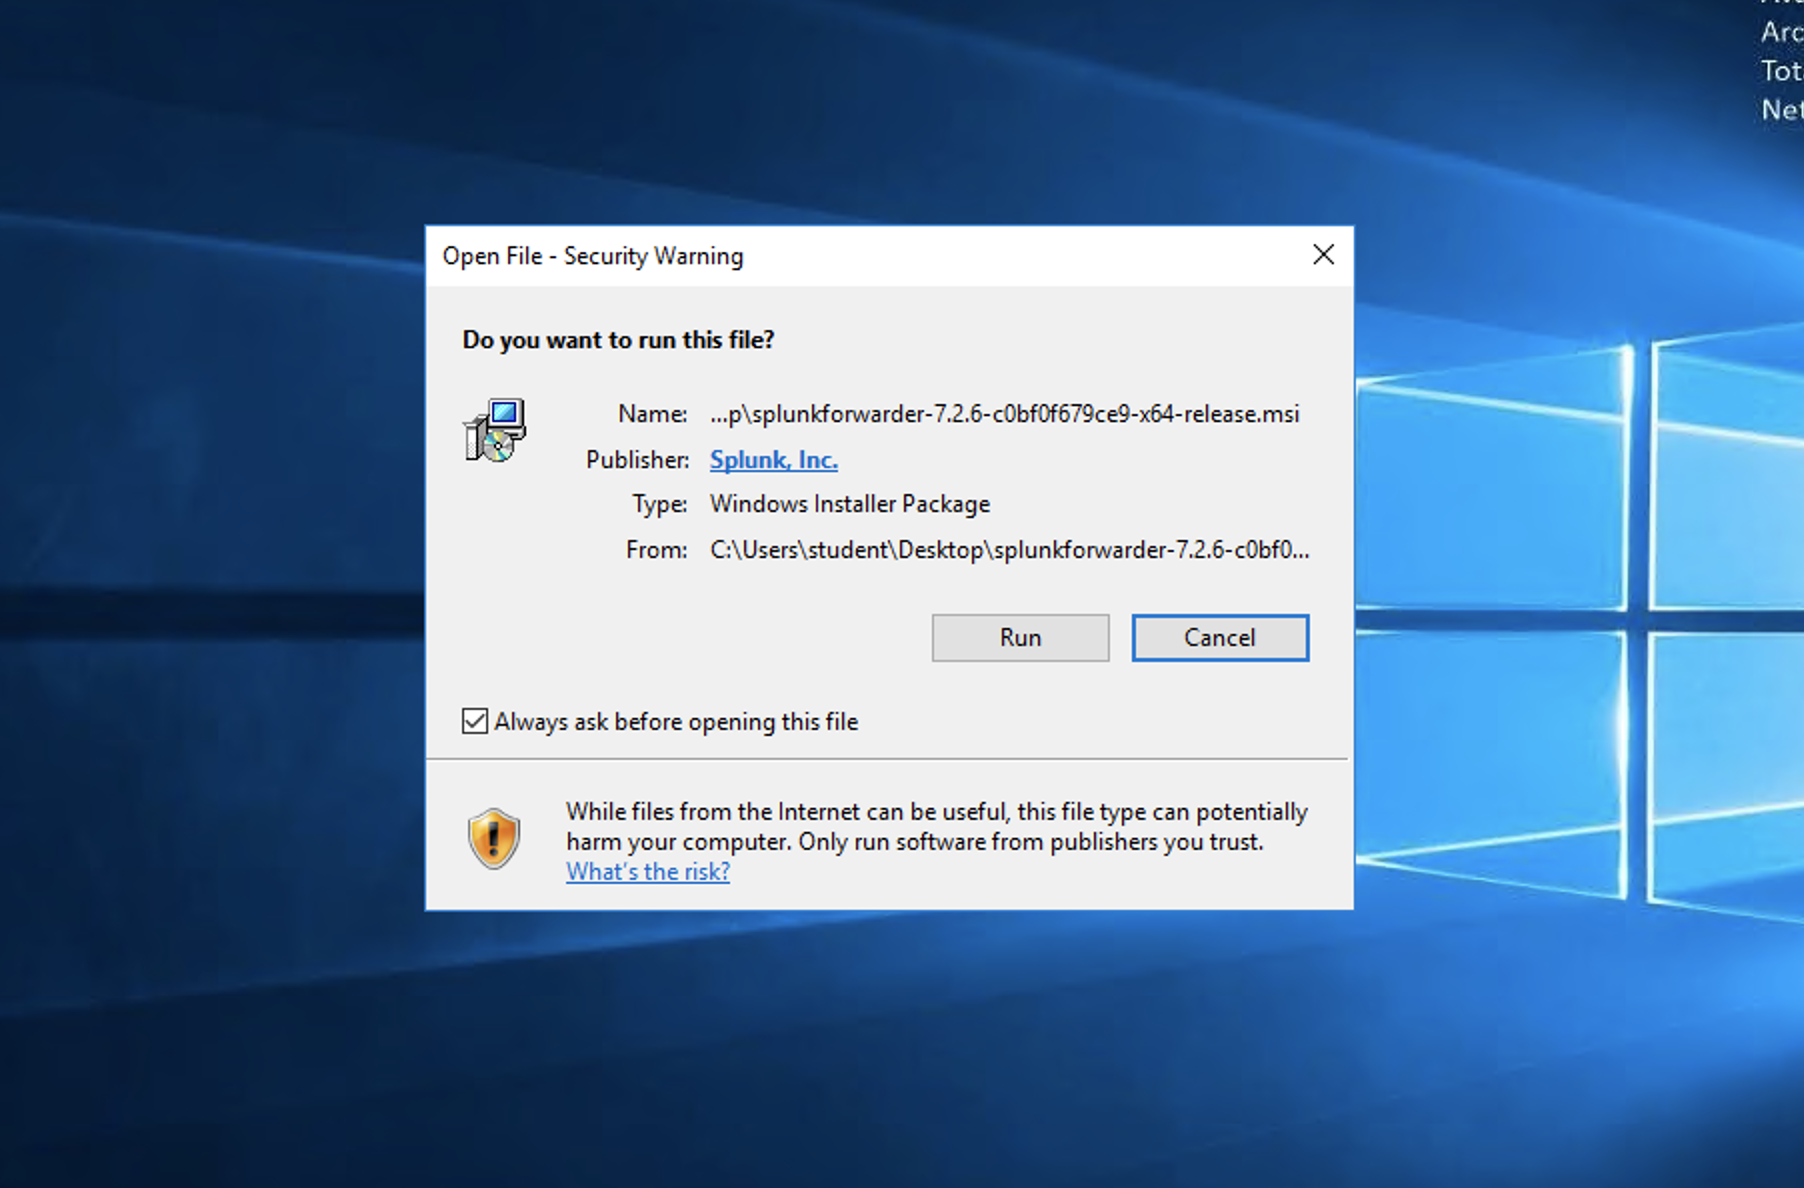 Arc
Tot
Net
Open File - Security Warning
Do you want to run this file?
Name: ...p\splunkforwarder-7.2.6-c0bf0f679ce9-x64-release.msi
Publisher: Splunk, Inc.
Type: Windows Installer Package
From: C:\Users\student\Desktop\splunkforwarder-7.2.6-c0bf0...
Run Cancel
Always ask before opening this file
While files from the Internet can be useful, this file type can potentially
harm your computer. Only run software from publishers you trust.
What's the risk?